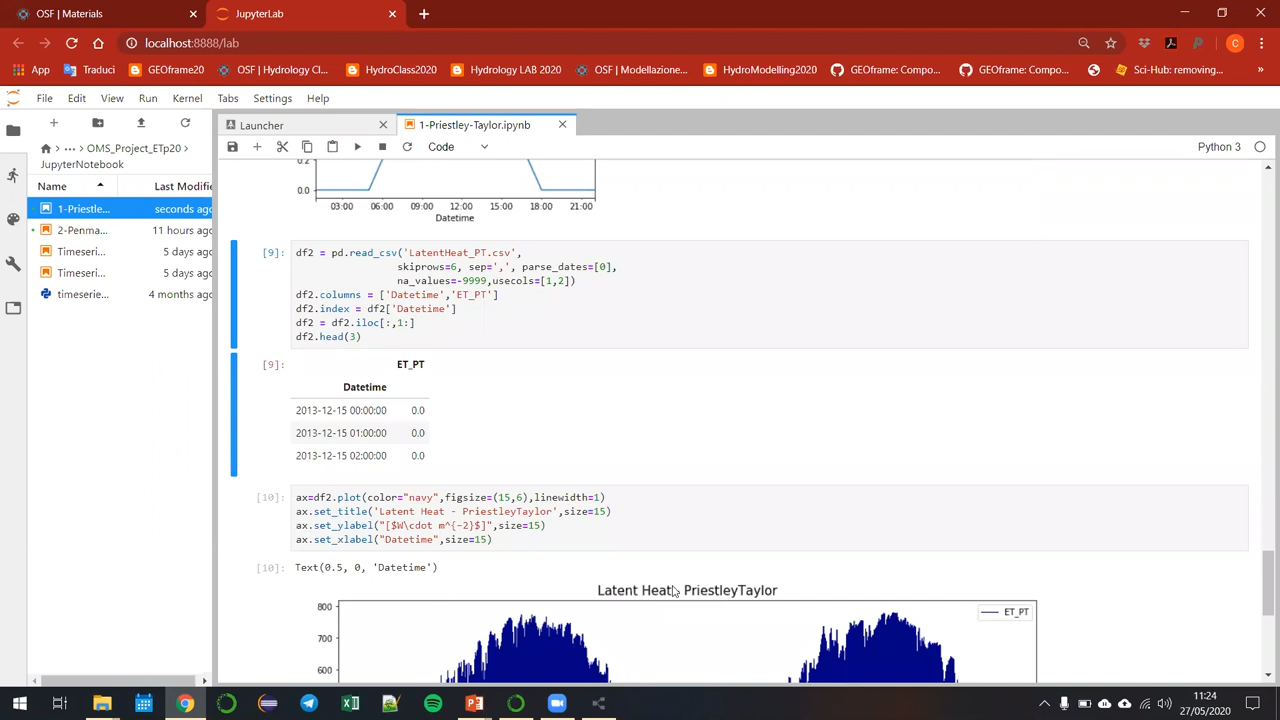 OSF | Materials
JupyterLab
localhost:8888/lab
App
Traduci
GEOframe20
OSF | Hydrology Cl...
HydroClass2020
Hydrology LAB 2020
OSF | Modellazione...
HydroModelling2020
GEOframe: Compo...
GEOframe: Compo...
Sci-Hub: removing...
»
File Edit View Run Kernel Tabs Settings Help
Launcher
1-Priestley-Taylor.ipynb
Code
Python 3
··· > OMS_Project_ETp20 >
JupyterNotebook
Name Last Modifie
1-Priestle... seconds ago
2-Penma... 11 hours ago
Timeseri... 5 days ago
Timeseri... 5 days ago
timeserie... 4 months ago
0.2
0.0
03:00 06:00 09:00 12:00 15:00 18:00 21:00
Datetime
[9]: df2 = pd.read_csv('LatentHeat_PT.csv',
skiprows=6, sep=',', parse_dates=[0],
na_values=-9999,usecols=[1,2])
df2.columns = ['Datetime','ET_PT']
df2.index = df2['Datetime']
df2 = df2.iloc[:,1:]
df2.head(3)
[9]: ET_PT
Datetime
2013-12-15 00:00:00 0.0
2013-12-15 01:00:00 0.0
2013-12-15 02:00:00 0.0
[10]: ax=df2.plot(color="navy",figsize=(15,6),linewidth=1)
ax.set_title('Latent Heat - PriestleyTaylor',size=15)
ax.set_ylabel("[$W\cdot m^{-2}$]",size=15)
ax.set_xlabel("Datetime",size=15)
[10]: Text(0.5, 0, 'Datetime')
Latent Heat - PriestleyTaylor
800
700
600
ET_PT
11:24
27/05/2020